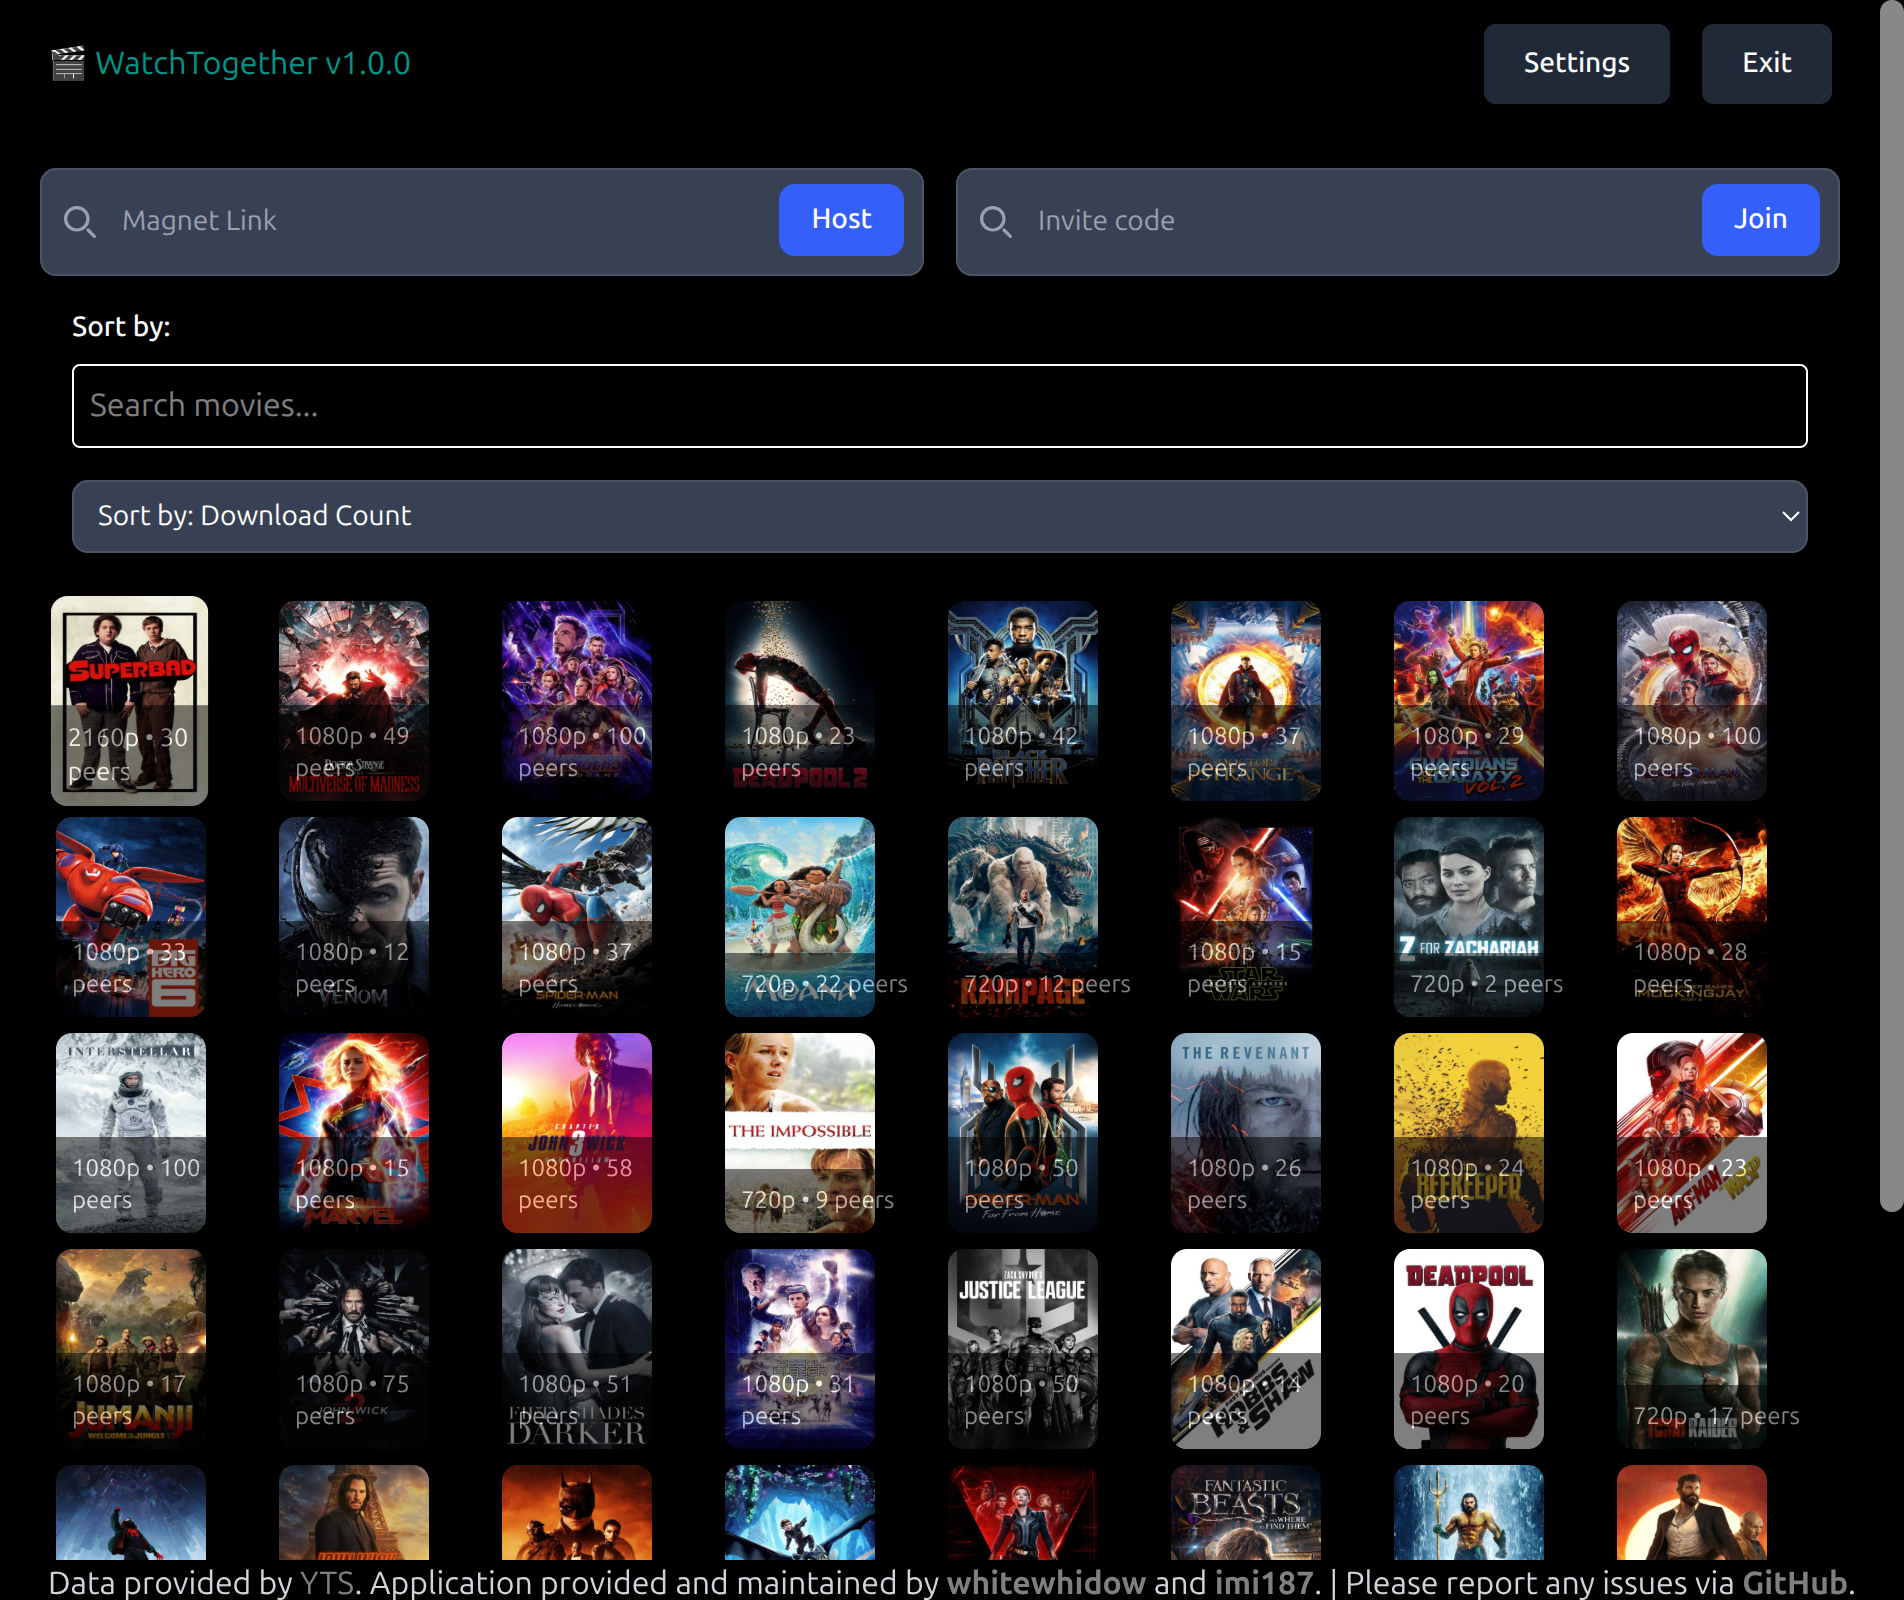 WatchTogether v1.0.0
Settings
Exit
Magnet Link
Host
Invite code
Join
Sort by:
Search movies...
Sort by: Download Count
SUPERBAD
2160p • 30
peers
1080p • 49
peers
DOCTOR STRANGE
MULTIVERSE OF MADNESS
1080p • 100
peers
1080p • 23
peers
DEADPOOL 2
1080p • 42
peers
BLACK PANTHER
1080p • 37
peers
DOCTOR STRANGE
1080p • 29
peers
GUARDIANS
OF THE GALAXY
VOL. 2
1080p • 100
peers
1080p • 33
peers
BIG
HERO
6
1080p • 12
peers
VENOM
1080p • 37
peers
SPIDER-MAN
HOMECOMING
720p • 22 peers
MOANA
720p • 12 peers
RAMPAGE
1080p • 15
peers
STAR
WARS
Z FOR ZACHARIAH
720p • 2 peers
1080p • 28
peers
MOCKINGJAY
INTERSTELLAR
1080p • 100
peers
1080p • 15
peers
MARVEL
CHAPTER
JOHN 3 WICK
1080p • 58
peers
THE IMPOSSIBLE
720p • 9 peers
1080p • 50
peers
SPIDER-MAN
Far From Home
THE REVENANT
1080p • 26
peers
1080p • 24
peers
BEEKEEPER
1080p • 23
peers
ANT-MAN
WASP
1080p • 17
peers
JUMANJI
WELCOME TO THE JUNGLE
1080p • 75
peers
2
JOHN WICK
1080p • 51
peers
FIFTY SHADES
DARKER
1080p • 31
peers
ZACK SNYDER'S
JUSTICE LEAGUE
1080p • 50
peers
peers
HOBBS
& SHAW
DEADPOOL
1080p • 20
peers
720p • 17 peers
TOMB RAIDER
JOHN WICK
FANTASTIC
BEASTS
AND WHERE
TO FIND THEM
Data provided by YTS. Application provided and maintained by whitewhidow and imi187. | Please report any issues via GitHub.